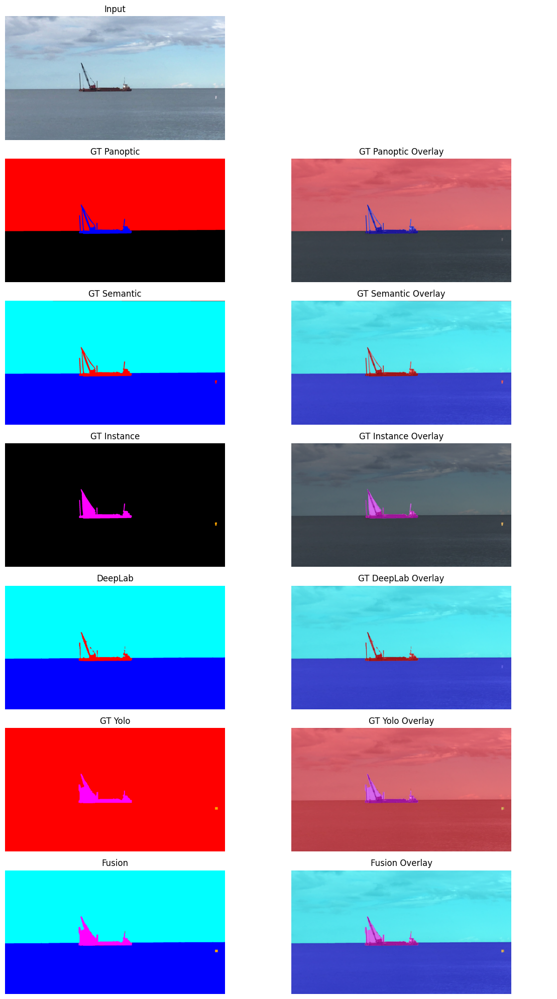 Input
GT Panoptic
GT Panoptic Overlay
GT Semantic
GT Semantic Overlay
GT Instance
GT Instance Overlay
DeepLab
GT DeepLab Overlay
GT Yolo
GT Yolo Overlay
Fusion
Fusion Overlay